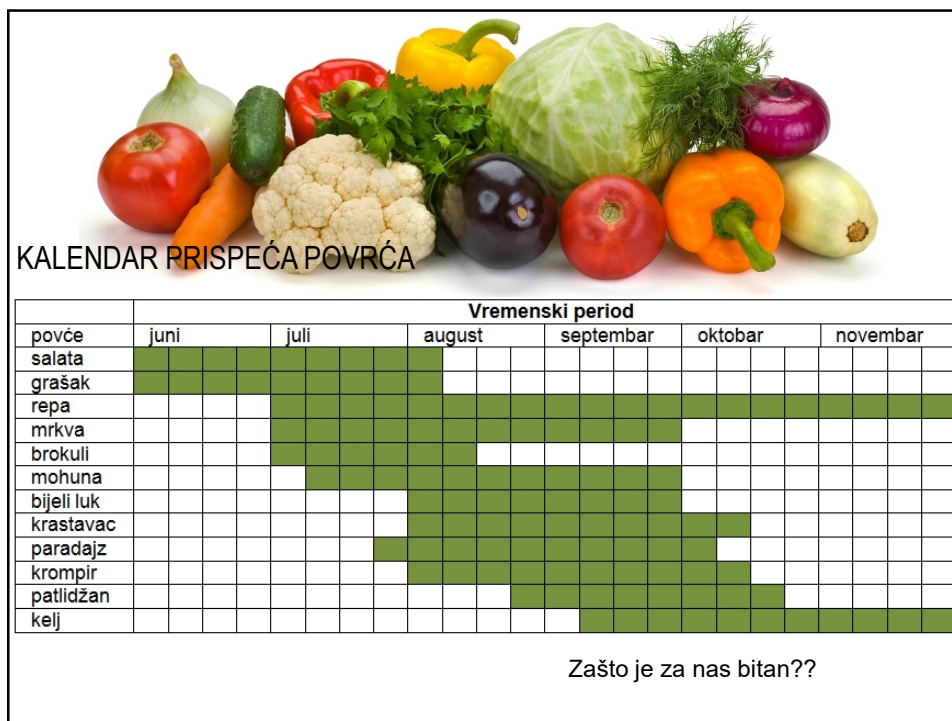 KALENDAR PRISPEĆA POVRĆA
Vremenski period
povće juni juli august septembar oktobar novembar
salata
grašak
repa
mrkva
brokuli
mohuna
bijeli luk
krastavac
paradajz
krompir
patlidžan
kelj
Zašto je za nas bitan??